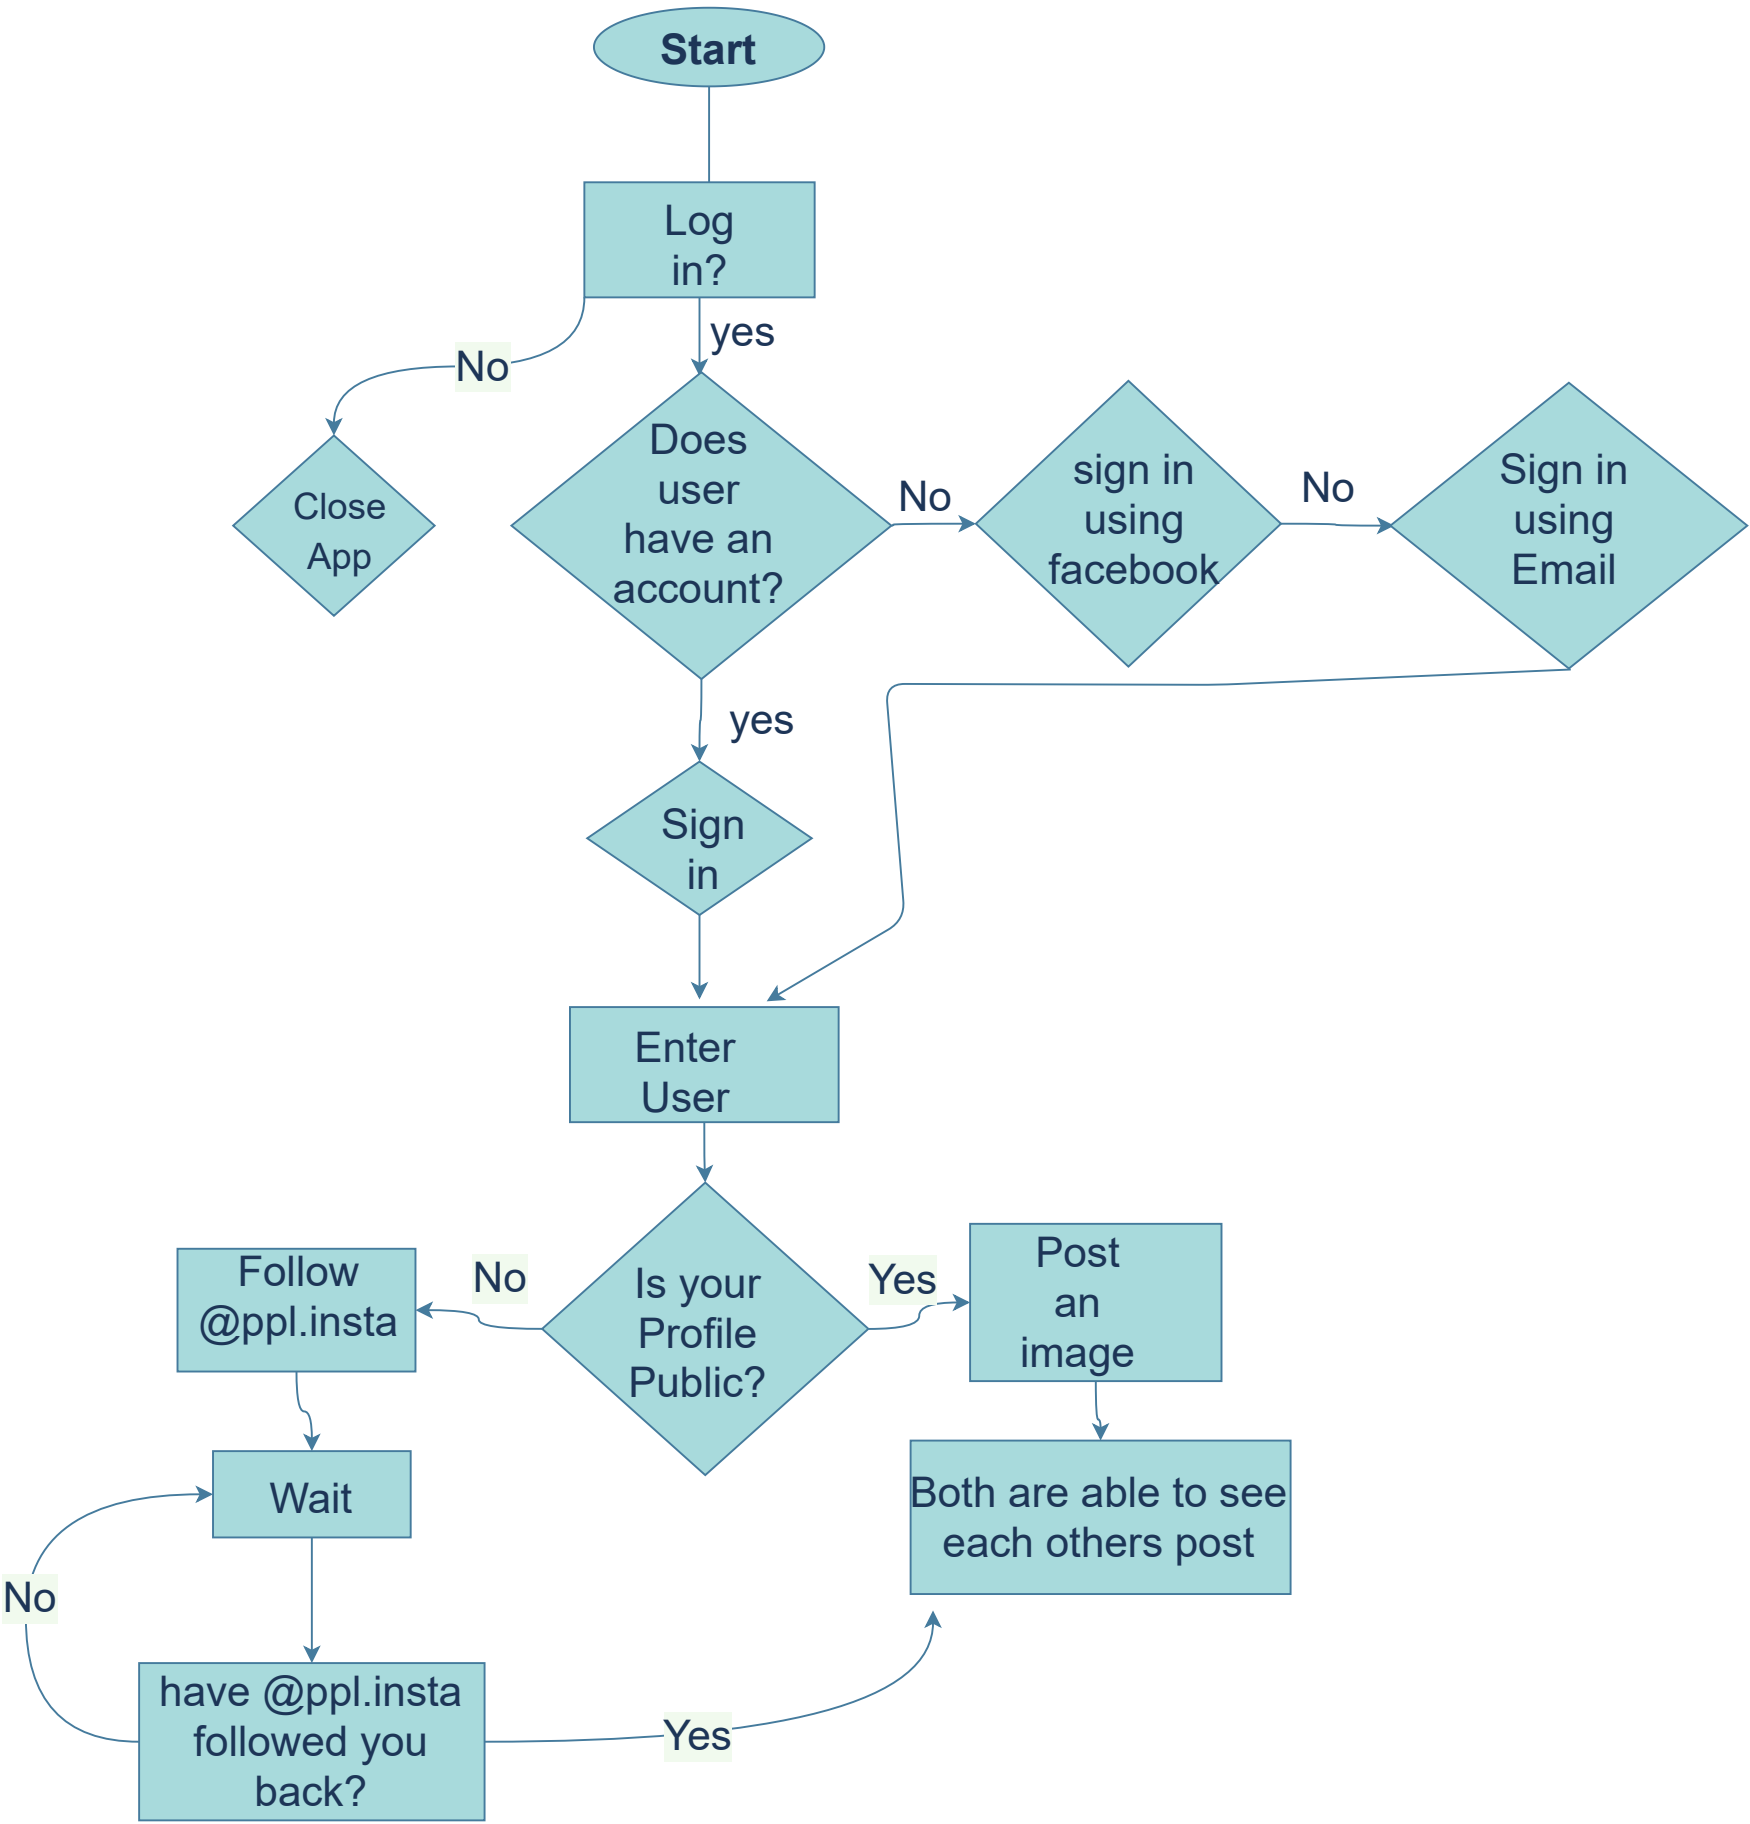 Start
Log
in?
yes
No
Close
App
Does
user
have an
account?
No
sign in
using
facebook
No
Sign in
using
Email
yes
Sign
in
Enter
User
Is your
Profile
Public?
No
Follow
@ppl.insta
Yes
Post
an
image
Wait
Both are able to see
each others post
No
have @ppl.insta
followed you
back?
Yes